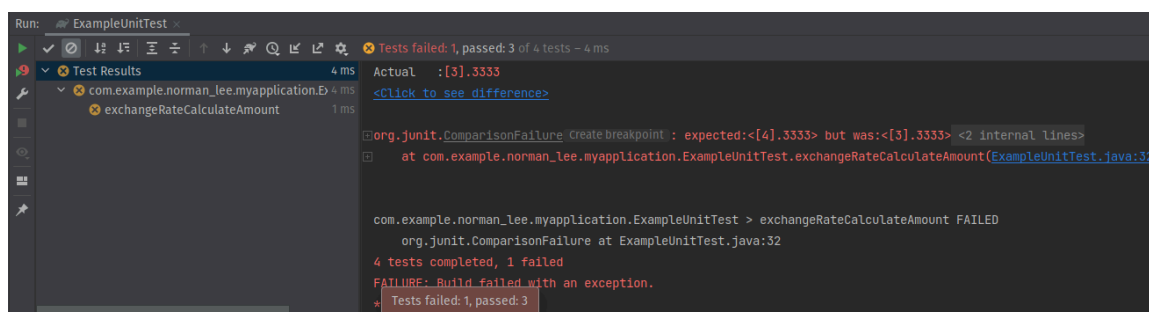 Run: ExampleUnitTest ×
Tests failed: 1, passed: 3 of 4 tests – 4 ms
Test Results 4 ms
com.example.norman_lee.myapplication.Ex 4 ms
exchangeRateCalculateAmount 1 ms
Actual :[3].3333
<Click to see difference>
org.junit.ComparisonFailure Create breakpoint : expected:<[4].3333> but was:<[3].3333> <2 internal lines>
at com.example.norman_lee.myapplication.ExampleUnitTest.exchangeRateCalculateAmount(ExampleUnitTest.java:32
com.example.norman_lee.myapplication.ExampleUnitTest > exchangeRateCalculateAmount FAILED
org.junit.ComparisonFailure at ExampleUnitTest.java:32
4 tests completed, 1 failed
FAILURE: Build failed with an exception.
*
Tests failed: 1, passed: 3